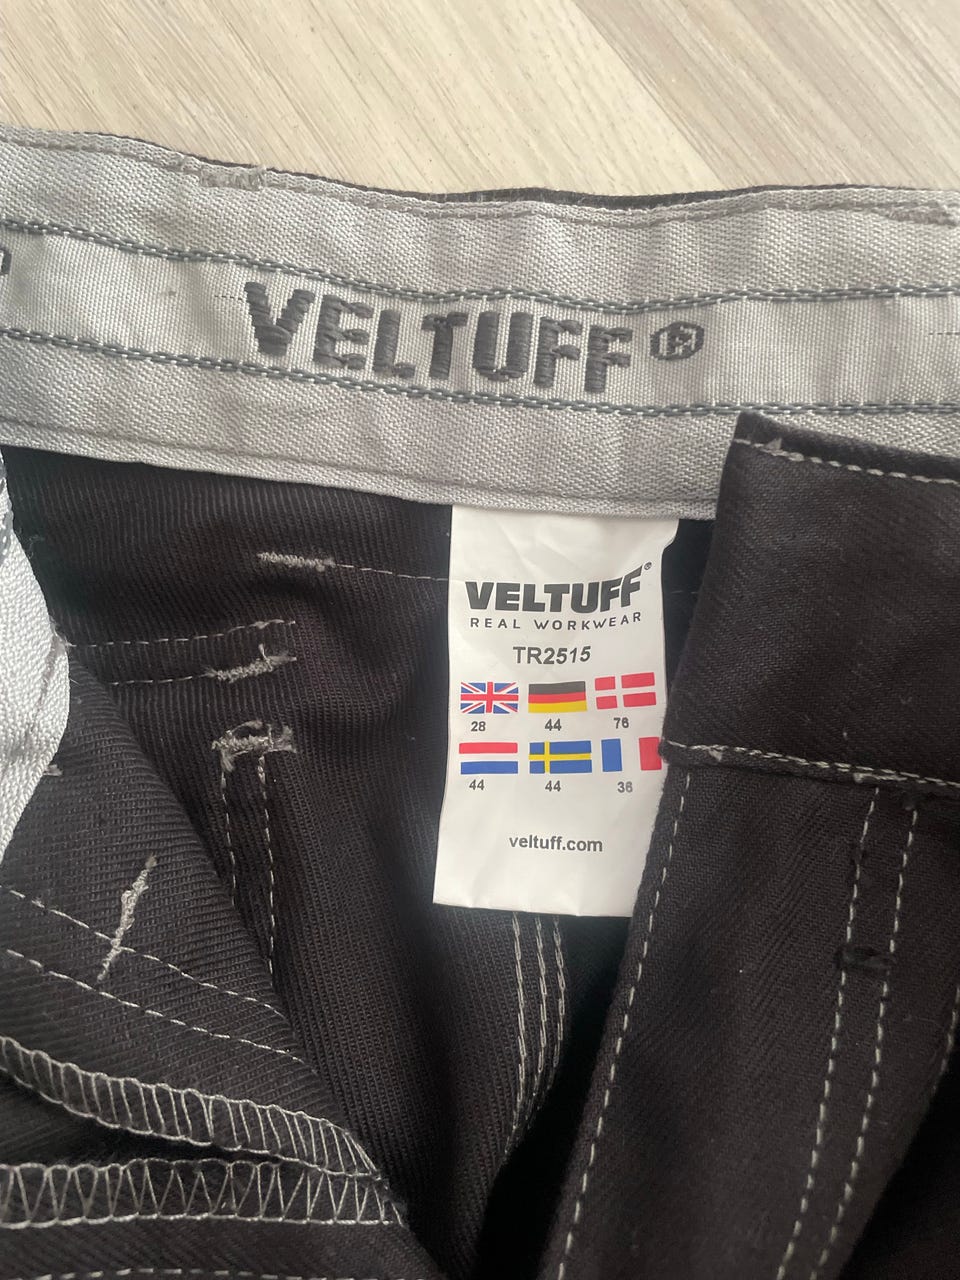 VELTUFF®
VELTUFF®
REAL WORKWEAR
TR2515
28 44 76
44 44 36
veltuff.com